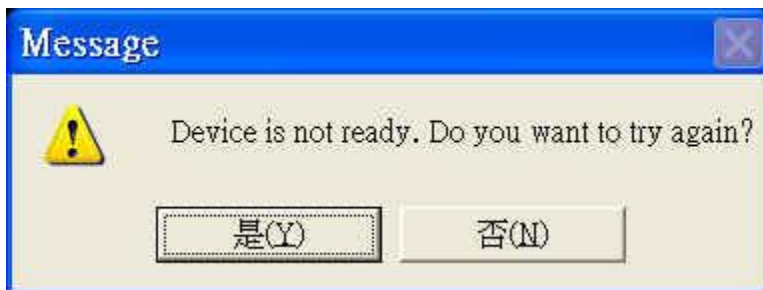 Message
Device is not ready. Do you want to try again?
是(Y) 否(N)